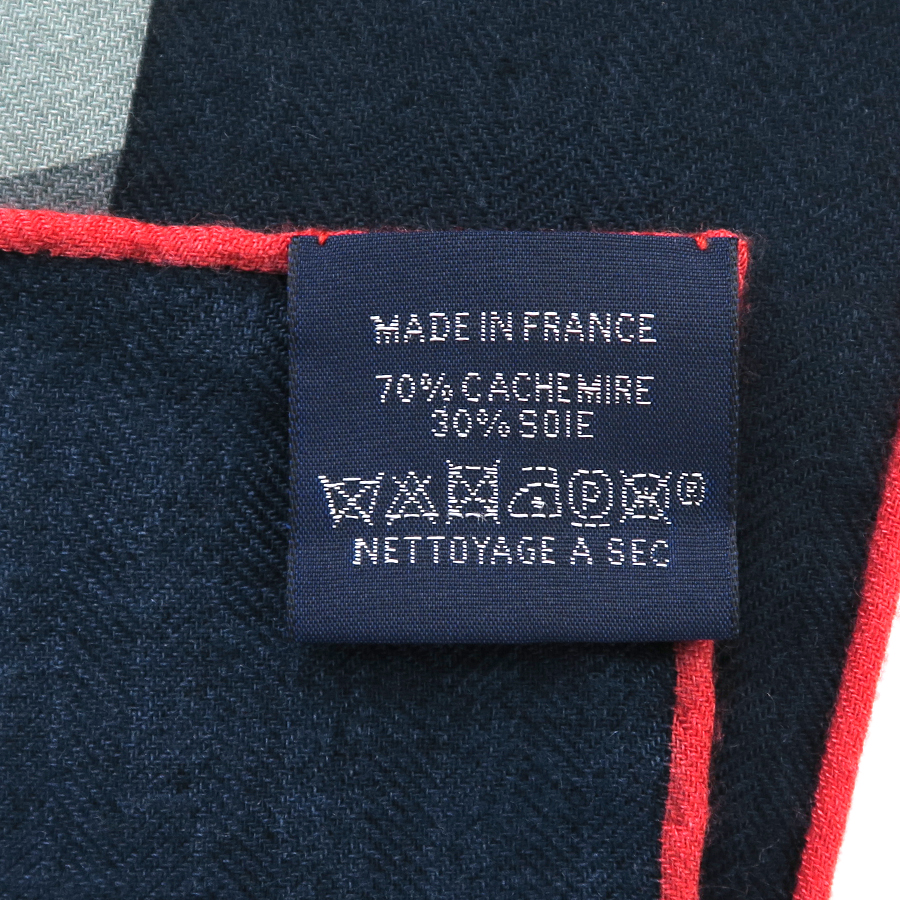 MADE IN FRANCE
70% CACHEMIRE
30% SOIE
P ®
NETTOYAGE A SEC